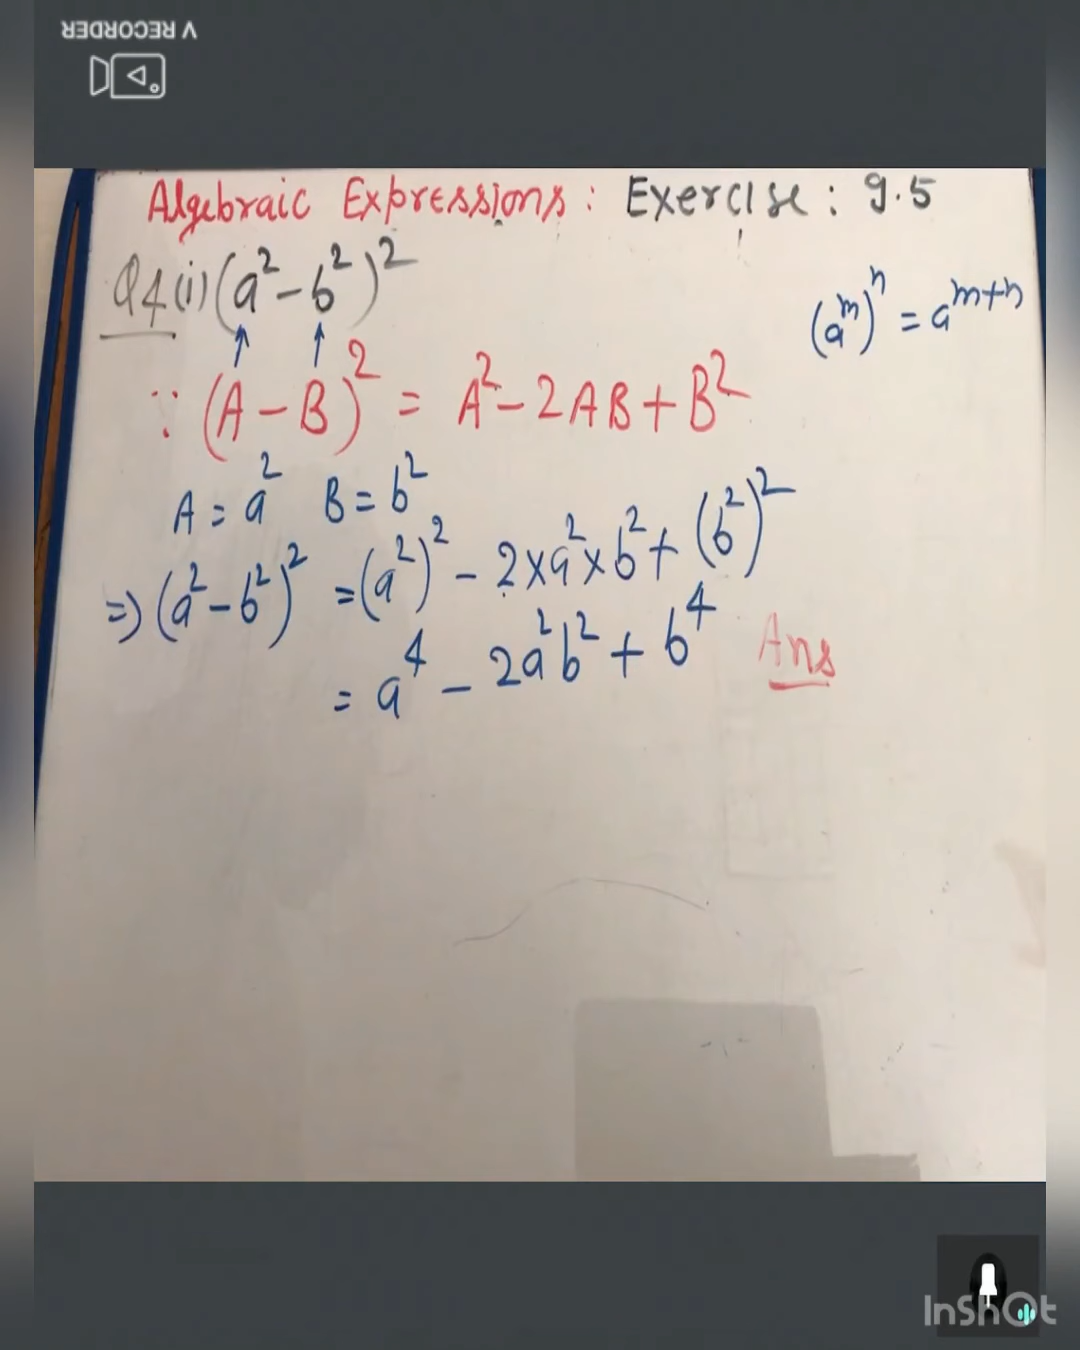 V RECORDER
Algebraic Expressions: Exercise: 9.5
Q4(i) (a² - b²)²
(aᵐ)ⁿ = aᵐ⁺ⁿ
∵ (A - B)² = A² - 2AB + B²
A = a² B = b²
⇒ (a² - b²)² = (a²)² - 2×a²×b² + (b²)²
= a⁴ - 2a²b² + b⁴ Ans
InShOt